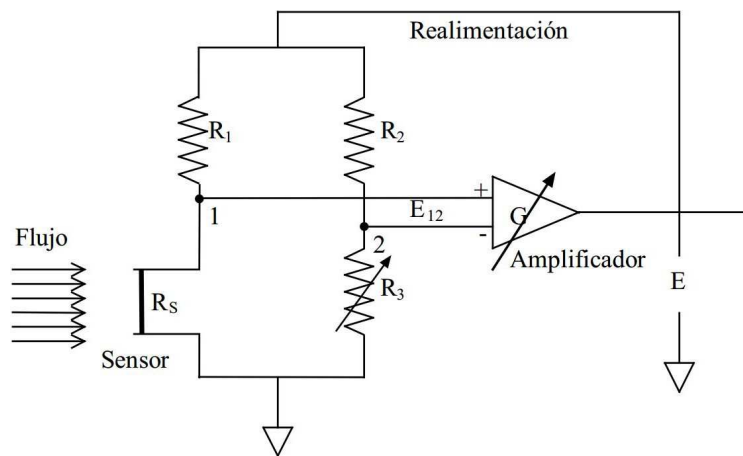 Realimentación
R1
R2
+
E12
G
1
-
2
Amplificador
Flujo
R3
E
RS
Sensor